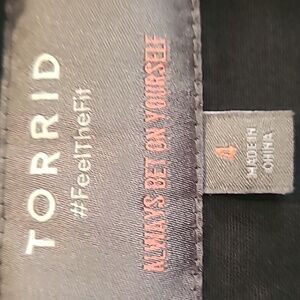 TORRID
#FeelTheFit
ALWAYS BET ON YOURSELF
4
MADE IN
CHINA